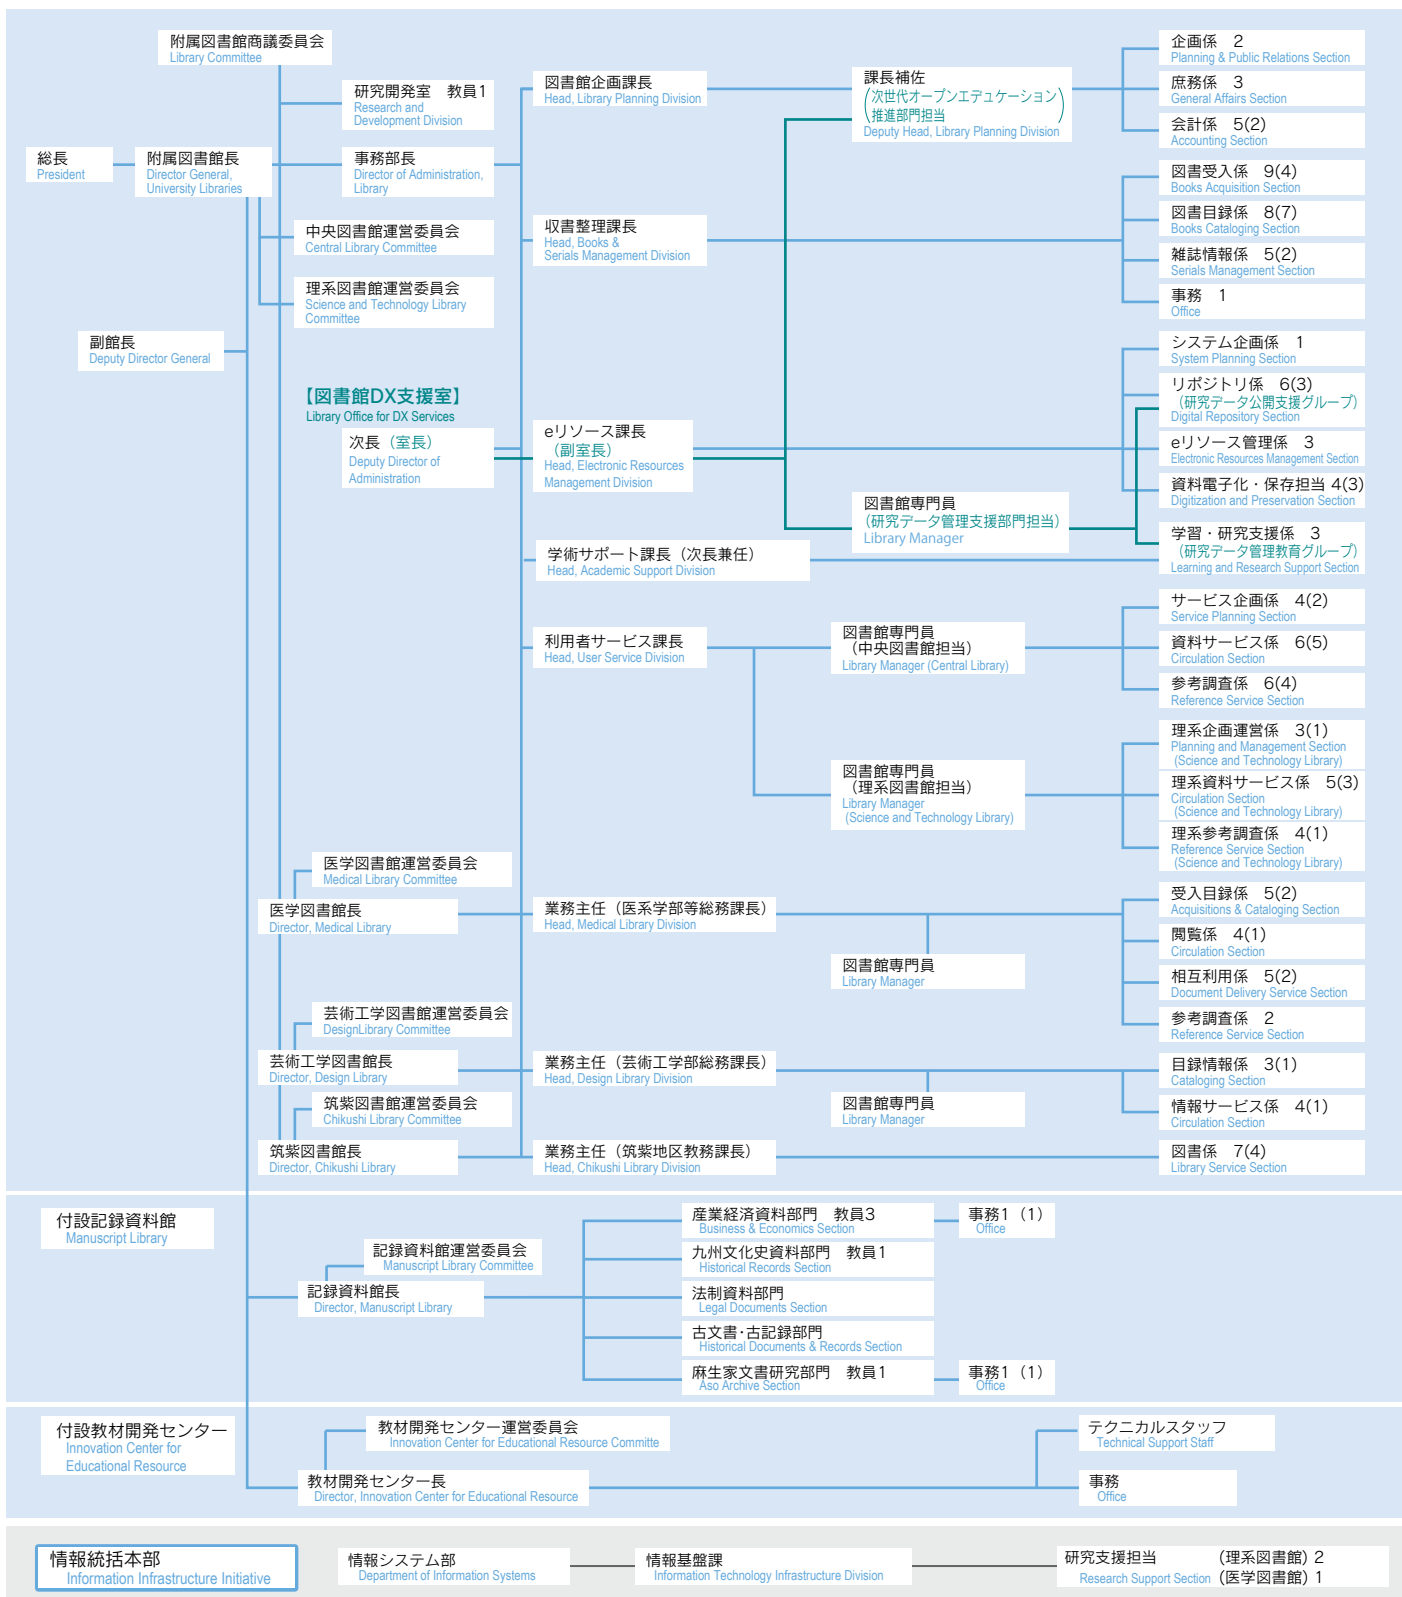 附属図書館商議委員会
Library Committee
研究開発室　教員1
Research and
Development Division
総長
President
附属図書館長
Director General,
University Libraries
事務部長
Director of Administration,
Library
中央図書館運営委員会
Central Library Committee
理系図書館運営委員会
Science and Technology Library
Committee
副館長
Deputy Director General
【図書館DX支援室】
Library Office for DX Services
次長（室長）
Deputy Director of
Administration
図書館企画課長
Head, Library Planning Division
課長補佐
(次世代オープンエデュケーション
推進部門担当)
Deputy Head, Library Planning Division
企画係　2
Planning & Public Relations Section
庶務係　3
General Affairs Section
会計係　5(2)
Accounting Section
収書整理課長
Head, Books &
Serials Management Division
図書受入係　9(4)
Books Acquisition Section
図書目録係　8(7)
Books Cataloging Section
雑誌情報係　5(2)
Serials Management Section
事務　1
Office
eリソース課長
（副室長）
Head, Electronic Resources
Management Division
システム企画係　1
System Planning Section
リポジトリ係　6(3)
（研究データ公開支援グループ）
Digital Repository Section
eリソース管理係　3
Electronic Resources Management Section
資料電子化・保存担当 4(3)
Digitization and Preservation Section
図書館専門員
（研究データ管理支援部門担当）
Library Manager
学術サポート課長（次長兼任）
Head, Academic Support Division
学習・研究支援係　3
（研究データ管理教育グループ）
Learning and Research Support Section
利用者サービス課長
Head, User Service Division
図書館専門員
（中央図書館担当）
Library Manager (Central Library)
サービス企画係　4(2)
Service Planning Section
資料サービス係　6(5)
Circulation Section
参考調査係　6(4)
Reference Service Section
図書館専門員
（理系図書館担当）
Library Manager
(Science and Technology Library)
理系企画運営係　3(1)
Planning and Management Section
(Science and Technology Library)
理系資料サービス係　5(3)
Circulation Section
(Science and Technology Library)
理系参考調査係　4(1)
Reference Service Section
(Science and Technology Library)
医学図書館運営委員会
Medical Library Committee
医学図書館長
Director, Medical Library
業務主任（医系学部等総務課長）
Head, Medical Library Division
図書館専門員
Library Manager
受入目録係　5(2)
Acquisitions & Cataloging Section
閲覧係　4(1)
Circulation Section
相互利用係　5(2)
Document Delivery Service Section
参考調査係　2
Reference Service Section
芸術工学図書館運営委員会
DesignLibrary Committee
芸術工学図書館長
Director, Design Library
業務主任（芸術工学部総務課長）
Head, Design Library Division
図書館専門員
Library Manager
目録情報係　3(1)
Cataloging Section
情報サービス係　4(1)
Circulation Section
筑紫図書館運営委員会
Chikushi Library Committee
筑紫図書館長
Director, Chikushi Library
業務主任（筑紫地区教務課長）
Head, Chikushi Library Division
図書係　7(4)
Library Service Section
付設記録資料館
Manuscript Library
記録資料館運営委員会
Manuscript Library Committee
記録資料館長
Director, Manuscript Library
産業経済資料部門　教員3
Business & Economics Section
事務1（1）
Office
九州文化史資料部門　教員1
Historical Records Section
法制資料部門
Legal Documents Section
古文書・古記録部門
Historical Documents & Records Section
麻生家文書研究部門　教員1
Aso Archive Section
事務1（1）
Office
付設教材開発センター
Innovation Center for
Educational Resource
教材開発センター運営委員会
Innovation Center for Educational Resource Committe
教材開発センター長
Director, Innovation Center for Educational Resource
テクニカルスタッフ
Technical Support Staff
事務
Office
情報統括本部
Information Infrastructure Initiative
情報システム部
Department of Information Systems
情報基盤課
Information Technology Infrastructure Division
研究支援担当　(理系図書館) 2
Research Support Section　(医学図書館) 1